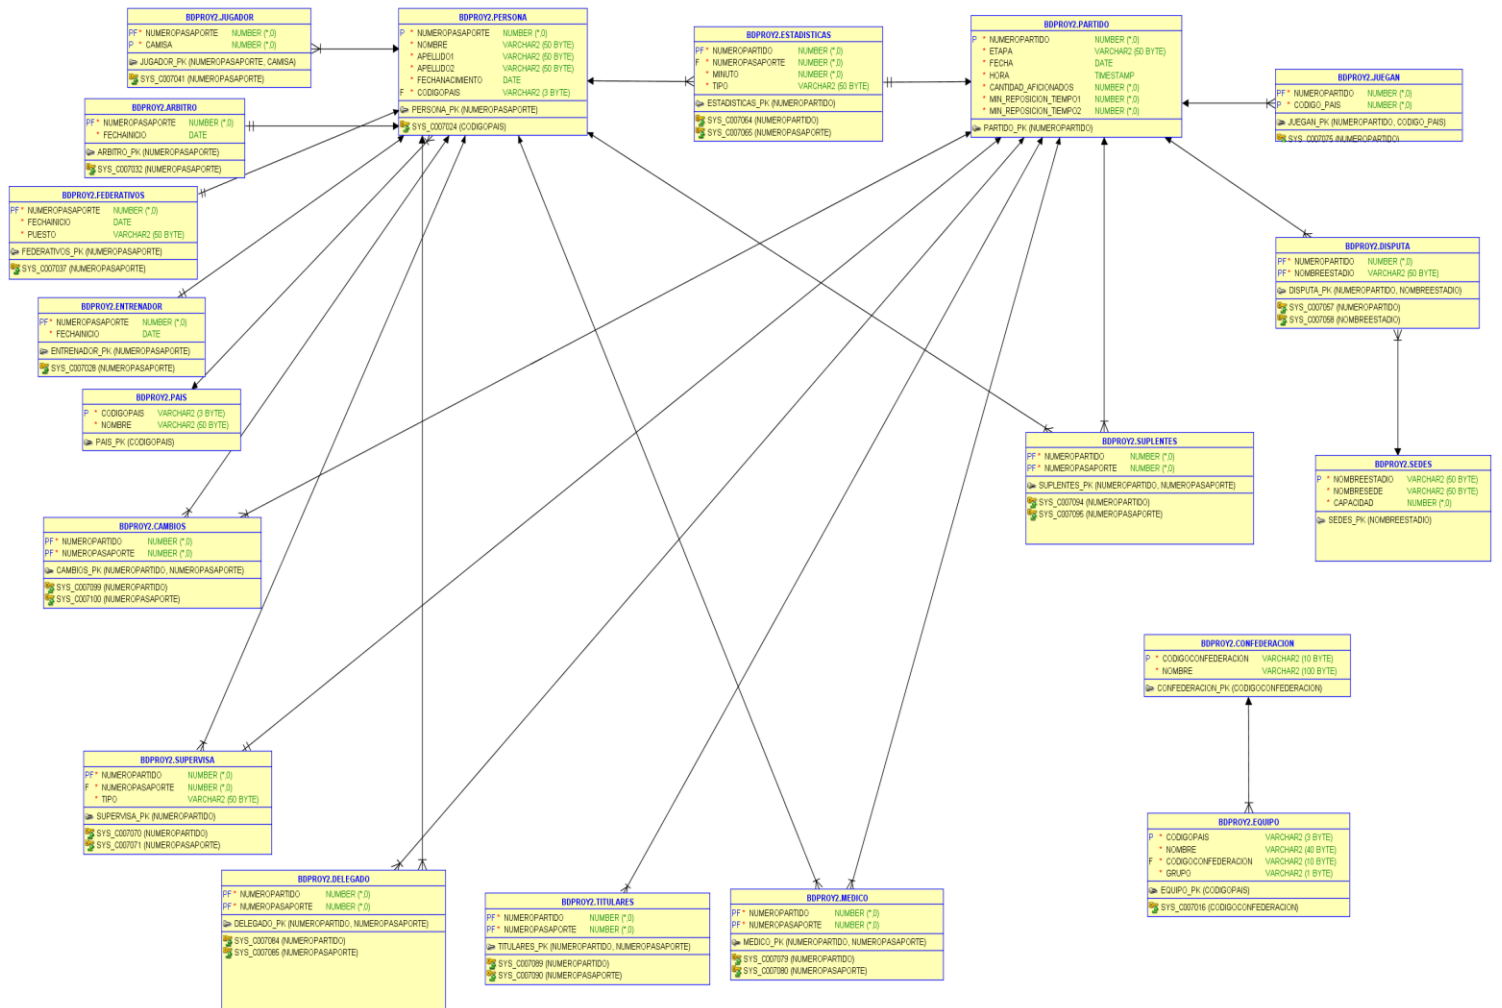 BDPROY2.JUGADOR
PF * NUMEROPASAPORTE NUMBER (*,0)
P * CAMISA NUMBER (*,0)
JUGADOR_PK (NUMEROPASAPORTE, CAMISA)
SYS_C007041 (NUMEROPASAPORTE)
BDPROY2.PERSONA
P * NUMEROPASAPORTE NUMBER (*,0)
* NOMBRE VARCHAR2 (50 BYTE)
* APELLIDO1 VARCHAR2 (50 BYTE)
* APELLIDO2 VARCHAR2 (50 BYTE)
* FECHANACIMIENTO DATE
F * CODIGOPAIS VARCHAR2 (3 BYTE)
PERSONA_PK (NUMEROPASAPORTE)
SYS_C007024 (CODIGOPAIS)
BDPROY2.ESTADISTICAS
PF * NUMEROPARTIDO NUMBER (*,0)
F * NUMEROPASAPORTE NUMBER (*,0)
* MINUTO NUMBER (*,0)
* TIPO VARCHAR2 (50 BYTE)
ESTADISTICAS_PK (NUMEROPARTIDO)
SYS_C007064 (NUMEROPARTIDO)
SYS_C007065 (NUMEROPASAPORTE)
BDPROY2.PARTIDO
P * NUMEROPARTIDO NUMBER (*,0)
* ETAPA VARCHAR2 (50 BYTE)
* FECHA DATE
* HORA TIMESTAMP
* CANTIDAD_AFICIONADOS NUMBER (*,0)
* MIN_REPOSICION_TIEMPO1 NUMBER (*,0)
* MIN_REPOSICION_TIEMPO2 NUMBER (*,0)
PARTIDO_PK (NUMEROPARTIDO)
BDPROY2.JUEGAN
PF * NUMEROPARTIDO NUMBER (*,0)
P * CODIGO_PAIS NUMBER (*,0)
JUEGAN_PK (NUMEROPARTIDO, CODIGO_PAIS)
SYS_C007075 (NUMEROPARTIDO)
BDPROY2.ARBITRO
PF * NUMEROPASAPORTE NUMBER (*,0)
* FECHAINICIO DATE
ARBITRO_PK (NUMEROPASAPORTE)
SYS_C007032 (NUMEROPASAPORTE)
BDPROY2.FEDERATIVOS
PF * NUMEROPASAPORTE NUMBER (*,0)
* FECHAINICIO DATE
* PUESTO VARCHAR2 (50 BYTE)
FEDERATIVOS_PK (NUMEROPASAPORTE)
SYS_C007037 (NUMEROPASAPORTE)
BDPROY2.DISPUTA
PF * NUMEROPARTIDO NUMBER (*,0)
PF * NOMBREESTADIO VARCHAR2 (50 BYTE)
DISPUTA_PK (NUMEROPARTIDO, NOMBREESTADIO)
SYS_C007057 (NUMEROPARTIDO)
SYS_C007058 (NOMBREESTADIO)
BDPROY2.ENTRENADOR
PF * NUMEROPASAPORTE NUMBER (*,0)
* FECHAINICIO DATE
ENTRENADOR_PK (NUMEROPASAPORTE)
SYS_C007028 (NUMEROPASAPORTE)
BDPROY2.PAIS
P * CODIGOPAIS VARCHAR2 (3 BYTE)
* NOMBRE VARCHAR2 (50 BYTE)
PAIS_PK (CODIGOPAIS)
BDPROY2.SUPLENTES
PF * NUMEROPARTIDO NUMBER (*,0)
PF * NUMEROPASAPORTE NUMBER (*,0)
SUPLENTES_PK (NUMEROPARTIDO, NUMEROPASAPORTE)
SYS_C007094 (NUMEROPARTIDO)
SYS_C007095 (NUMEROPASAPORTE)
BDPROY2.SEDES
P * NOMBREESTADIO VARCHAR2 (50 BYTE)
* NOMBRESEDE VARCHAR2 (50 BYTE)
* CAPACIDAD NUMBER (*,0)
SEDES_PK (NOMBREESTADIO)
BDPROY2.CAMBIOS
PF * NUMEROPARTIDO NUMBER (*,0)
PF * NUMEROPASAPORTE NUMBER (*,0)
CAMBIOS_PK (NUMEROPARTIDO, NUMEROPASAPORTE)
SYS_C007099 (NUMEROPARTIDO)
SYS_C007100 (NUMEROPASAPORTE)
BDPROY2.CONFEDERACION
P * CODIGOCONFEDERACION VARCHAR2 (10 BYTE)
* NOMBRE VARCHAR2 (100 BYTE)
CONFEDERACION_PK (CODIGOCONFEDERACION)
BDPROY2.SUPERVISA
PF * NUMEROPARTIDO NUMBER (*,0)
F * NUMEROPASAPORTE NUMBER (*,0)
* TIPO VARCHAR2 (50 BYTE)
SUPERVISA_PK (NUMEROPARTIDO)
SYS_C007070 (NUMEROPARTIDO)
SYS_C007071 (NUMEROPASAPORTE)
BDPROY2.EQUIPO
P * CODIGOPAIS VARCHAR2 (3 BYTE)
* NOMBRE VARCHAR2 (40 BYTE)
F * CODIGOCONFEDERACION VARCHAR2 (10 BYTE)
* GRUPO VARCHAR2 (1 BYTE)
EQUIPO_PK (CODIGOPAIS)
SYS_C007016 (CODIGOCONFEDERACION)
BDPROY2.DELEGADO
PF * NUMEROPARTIDO NUMBER (*,0)
PF * NUMEROPASAPORTE NUMBER (*,0)
DELEGADO_PK (NUMEROPARTIDO, NUMEROPASAPORTE)
SYS_C007084 (NUMEROPARTIDO)
SYS_C007085 (NUMEROPASAPORTE)
BDPROY2.TITULARES
PF * NUMEROPARTIDO NUMBER (*,0)
PF * NUMEROPASAPORTE NUMBER (*,0)
TITULARES_PK (NUMEROPARTIDO, NUMEROPASAPORTE)
SYS_C007089 (NUMEROPARTIDO)
SYS_C007090 (NUMEROPASAPORTE)
BDPROY2.MEDICO
PF * NUMEROPARTIDO NUMBER (*,0)
PF * NUMEROPASAPORTE NUMBER (*,0)
MEDICO_PK (NUMEROPARTIDO, NUMEROPASAPORTE)
SYS_C007079 (NUMEROPARTIDO)
SYS_C007080 (NUMEROPASAPORTE)